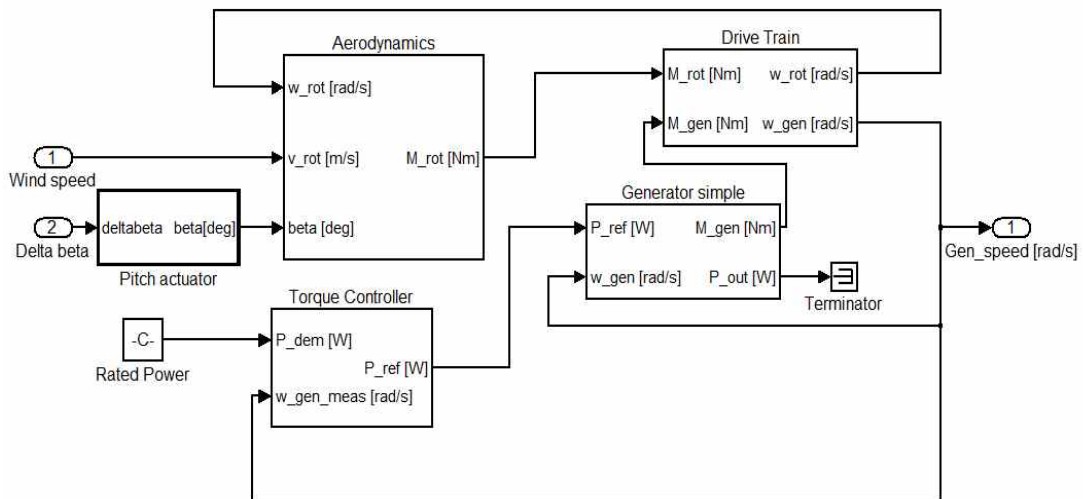 Aerodynamics
w_rot [rad/s]
v_rot [m/s]
beta [deg]
M_rot [Nm]
Drive Train
M_rot [Nm]
M_gen [Nm]
w_rot [rad/s]
w_gen [rad/s]
1
Wind speed
2
Delta beta
deltabeta
beta[deg]
Pitch actuator
Generator simple
P_ref [W]
w_gen [rad/s]
M_gen [Nm]
P_out [W]
Terminator
1
Gen_speed [rad/s]
Torque Controller
P_dem [W]
w_gen_meas [rad/s]
P_ref [W]
-C-
Rated Power